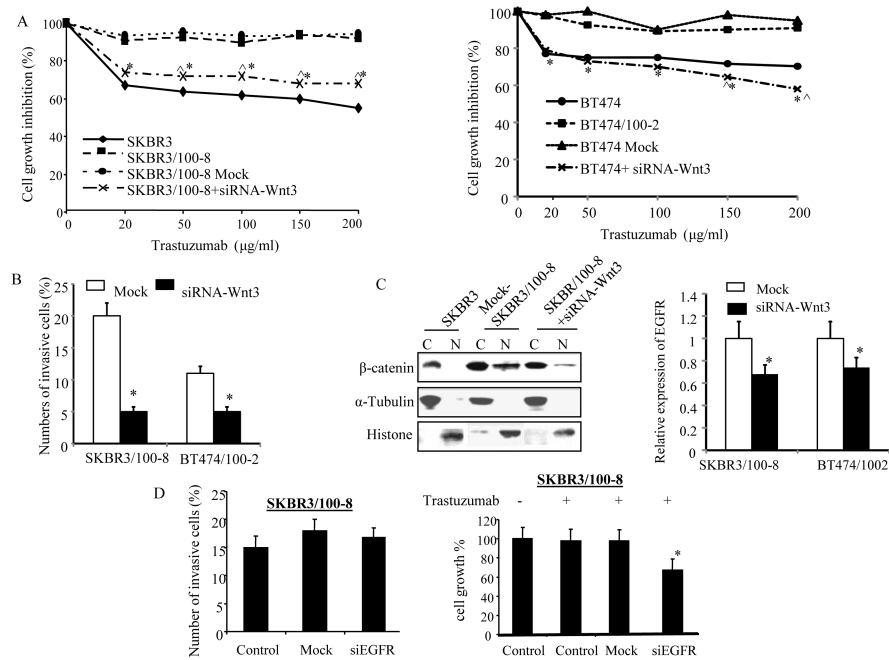 A
Cell growth inhibition (%)
100
80
60
40
20
0
* ^* ^* ^* ^*
SKBR3
SKBR3/100-8
SKBR3/100-8 Mock
SKBR3/100-8+siRNA-Wnt3
0 20 50 100 150 200
Trastuzumab (μg/ml)
Cell growth inhibition (%)
100
80
60
40
20
0
* * * ^* *^
BT474
BT474/100-2
BT474 Mock
BT474+ siRNA-Wnt3
0 20 50 100 150 200
Trastuzumab (μg/ml)
B
Numbers of invasive cells (%)
25
20
15
10
5
0
Mock
siRNA-Wnt3
* *
SKBR3/100-8 BT474/100-2
C
SKBR3
Mock-
SKBR3/100-8
SKBR/100-8
+siRNA-Wnt3
C N C N C N
β-catenin
α-Tubulin
Histone
Relative expression of EGFR
1.4
1.2
1
0.8
0.6
0.4
0.2
0
Mock
siRNA-Wnt3
* *
SKBR3/100-8 BT474/1002
D
Number of invasive cells (%)
25
20
15
10
5
0
SKBR3/100-8
Control Mock siEGFR
SKBR3/100-8
Trastuzumab - + + +
cell growth %
120
100
80
60
40
20
0
*
Control Control Mock siEGFR